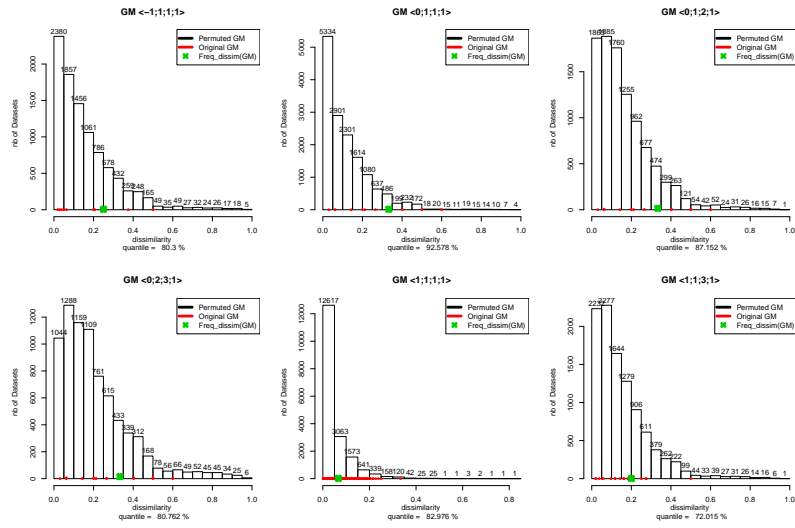 GM <−1;1;1;1>
nb of Datasets
0 500 1000 1500 2000
2380 1857 1456 1061 786 578 432 259 248 165 49 35 49 27 32 24 26 17 18 5
Permuted GM
Original GM
Freq_dissim(GM)
0.0 0.2 0.4 0.6 0.8 1.0
dissimilarity
quantile = 80.3 %
GM <0;1;1;1>
nb of Datasets
0 1000 2000 3000 4000 5000
5334 2901 2301 1614 1080 637 486 199 232 172 18 20 15 11 19 15 14 10 7 4
Permuted GM
Original GM
Freq_dissim(GM)
0.0 0.2 0.4 0.6 0.8 1.0
dissimilarity
quantile = 92.578 %
GM <0;1;2;1>
nb of Datasets
0 500 1000 1500
1885 1760 1255 962 677 474 299 263 121 54 42 52 24 31 26 16 15 7 1
Permuted GM
Original GM
Freq_dissim(GM)
0.0 0.2 0.4 0.6 0.8 1.0
dissimilarity
quantile = 87.152 %
GM <0;2;3;1>
nb of Datasets
0 200 400 600 800 1000 1200
1044 1288 1159 1109 761 615 433 339 312 168 78 56 66 49 52 45 45 34 25 6
Permuted GM
Original GM
Freq_dissim(GM)
0.0 0.2 0.4 0.6 0.8 1.0
dissimilarity
quantile = 80.762 %
GM <1;1;1;1>
nb of Datasets
0 2000 4000 6000 8000 12000
12617 3063 1573 641 339 158 120 42 25 25 1 1 3 2 1 1 1
Permuted GM
Original GM
Freq_dissim(GM)
0.0 0.2 0.4 0.6 0.8
dissimilarity
quantile = 82.976 %
GM <1;1;3;1>
nb of Datasets
0 500 1000 1500 2000
2277 1644 1279 906 611 379 262 222 99 44 33 39 27 31 26 14 16 6 1
Permuted GM
Original GM
Freq_dissim(GM)
0.0 0.2 0.4 0.6 0.8 1.0
dissimilarity
quantile = 72.015 %